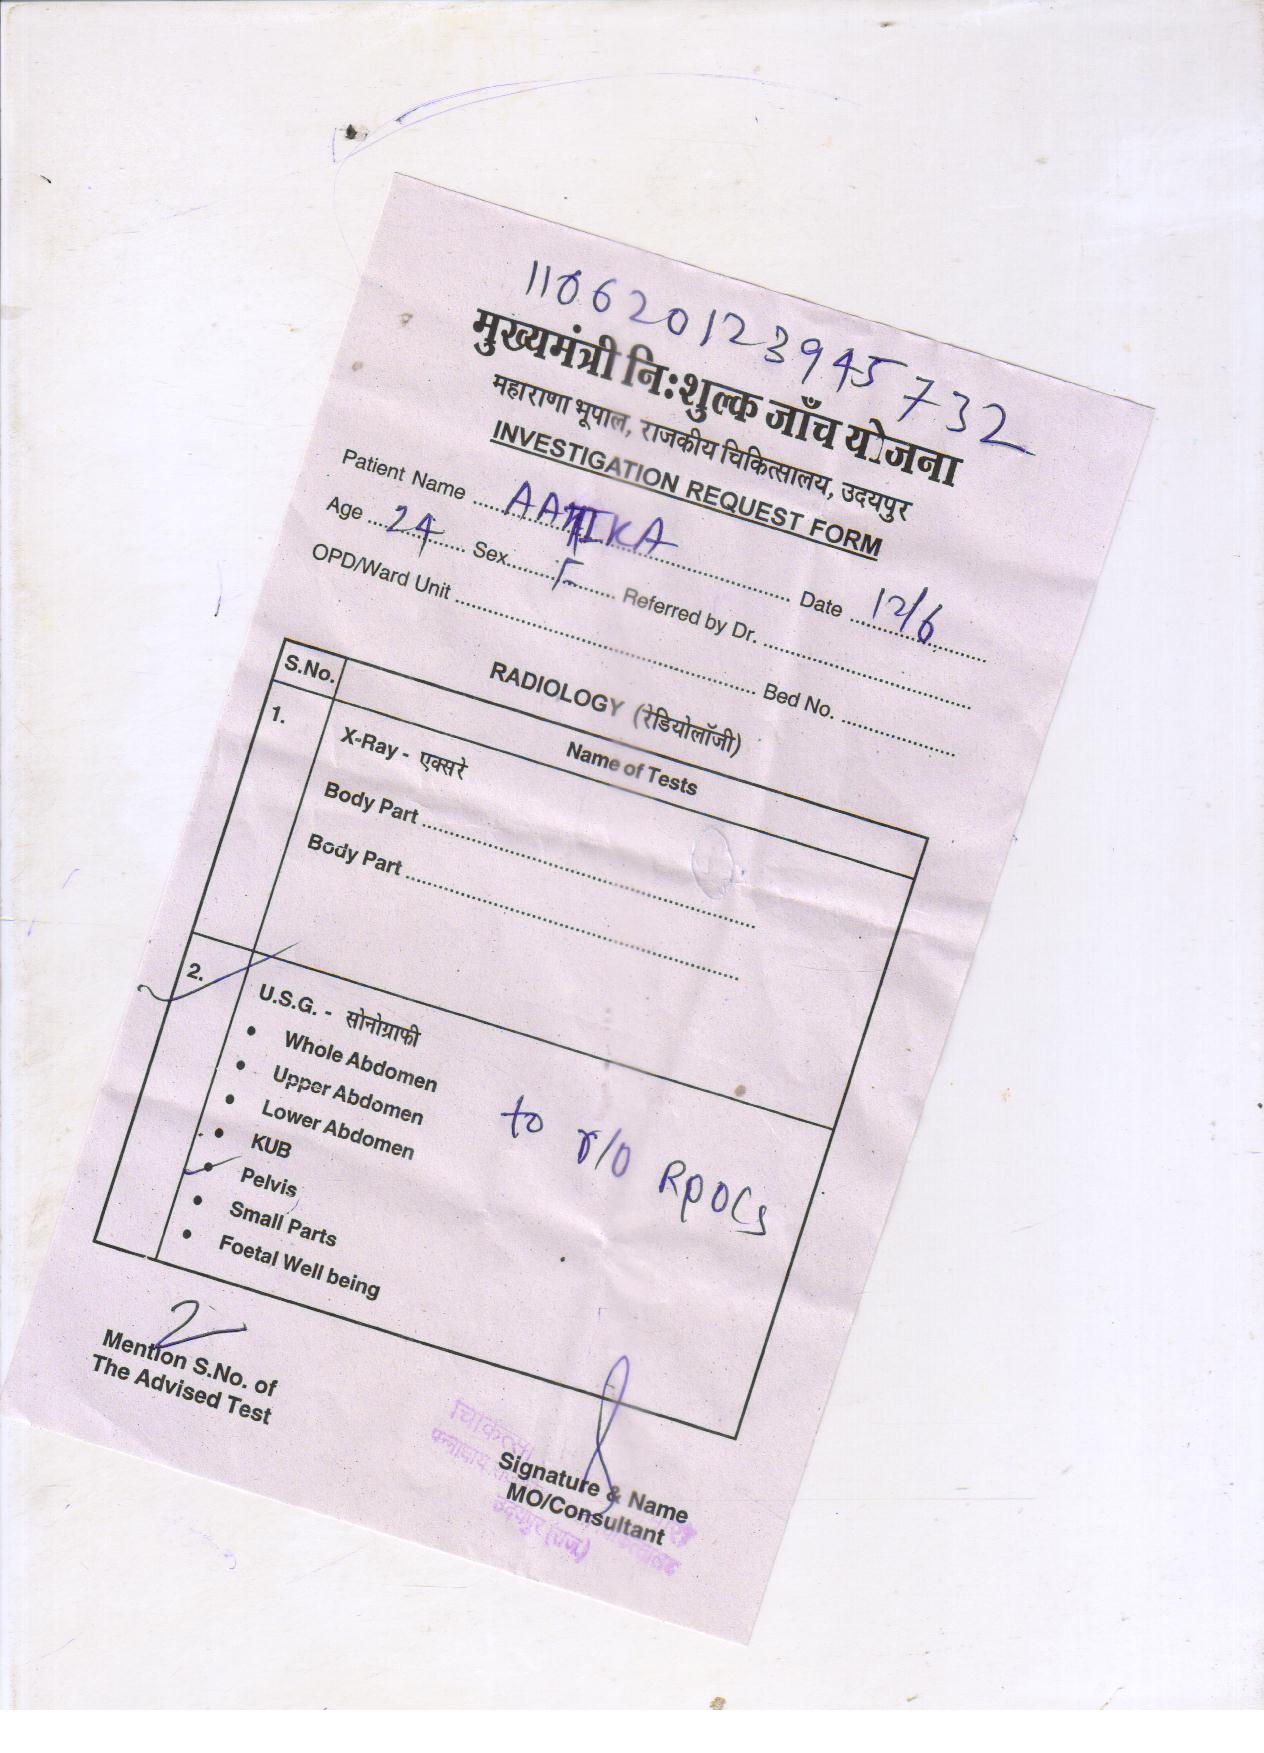 110620123945732
मुख्यमंत्री नि:शुल्क जाँच योजना
महाराणा भूपाल, राजकीय चिकित्सालय, उदयपुर
INVESTIGATION REQUEST FORM
Patient Name .......... Date 12/6
Age 24 Sex F Referred by Dr. ..........
OPD/Ward Unit .......... Bed No. ..........
RADIOLOGY (रेडियोलॉजी)
S.No. Name of Tests
1. X-Ray - एक्सरे
Body Part ..........
Body Part ..........
2. U.S.G. - सोनोग्राफी
• Whole Abdomen
• Upper Abdomen
• Lower Abdomen
• KUB
• Pelvis
• Small Parts
• Foetal Well being
to r/o RPOCs
2
Mention S.No. of
The Advised Test
Signature & Name
MO/Consultant